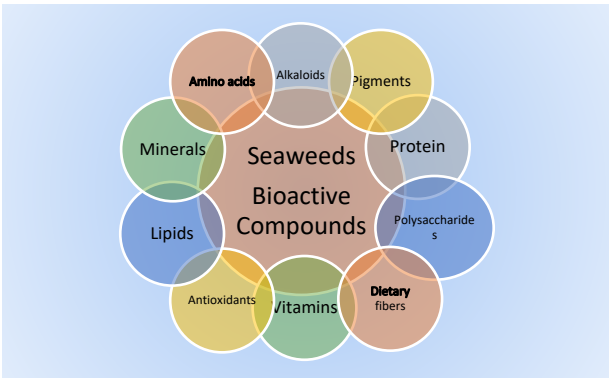 Amino acids
Alkaloids
Pigments
Minerals
Seaweeds
Bioactive
Compounds
Protein
Lipids
Polysaccharide
s
Antioxidants
Vitamins
Dietary
fibers